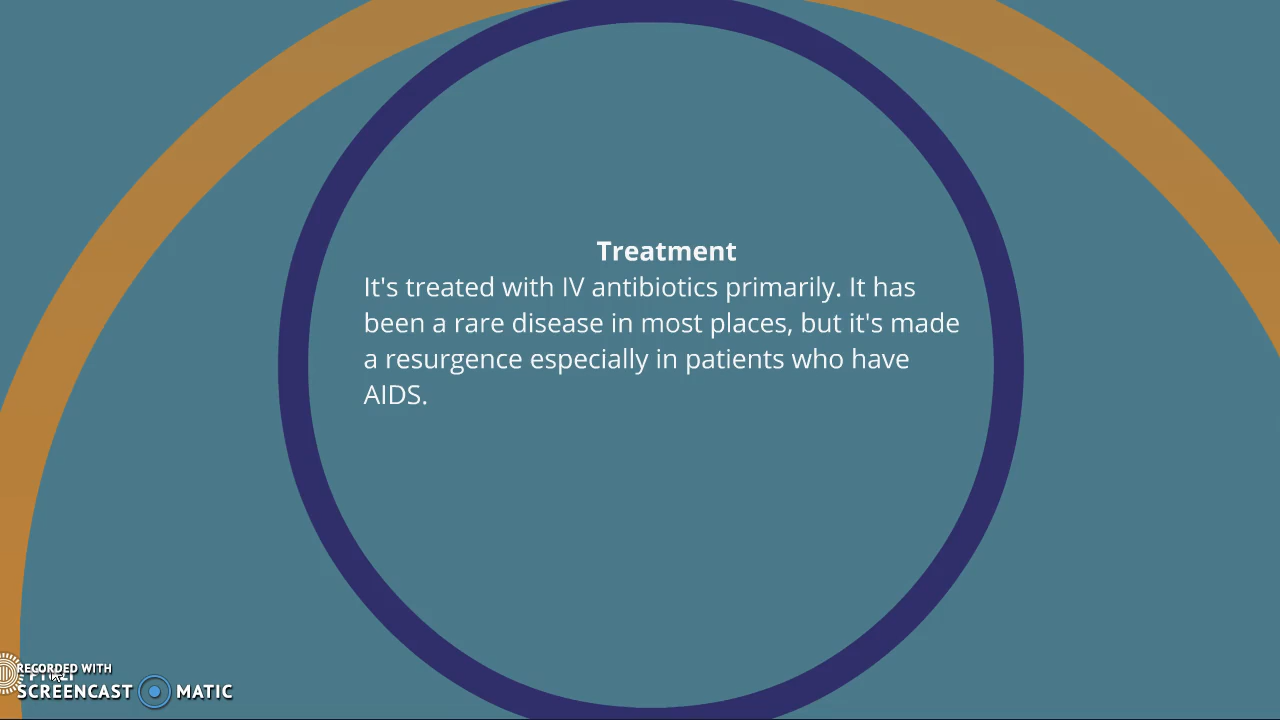 Treatment
It's treated with IV antibiotics primarily. It has
been a rare disease in most places, but it's made
a resurgence especially in patients who have
AIDS.
RECORDED WITH
SCREENCAST MATIC